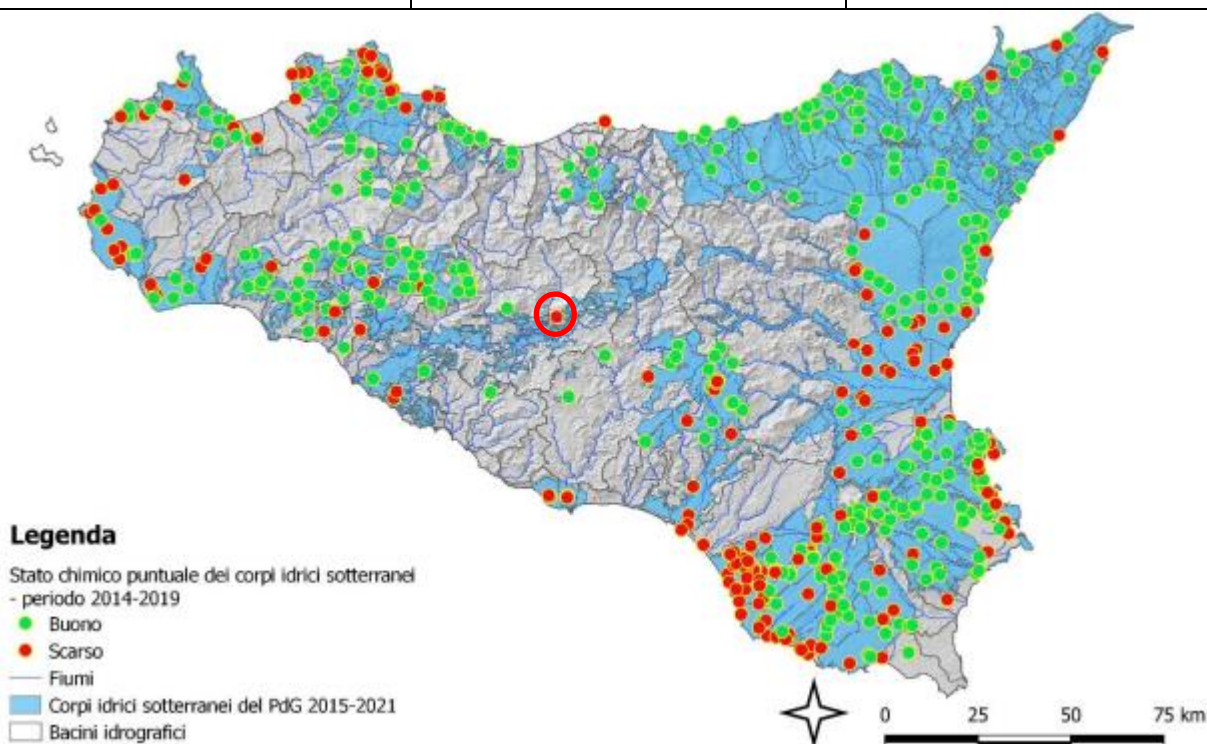 Legenda
Stato chimico puntuale dei corpi idrici sotterranei
- periodo 2014-2019
Buono
Scarso
Fiumi
Corpi idrici sotterranei del PdG 2015-2021
Bacini idrografici
0 25 50 75 km